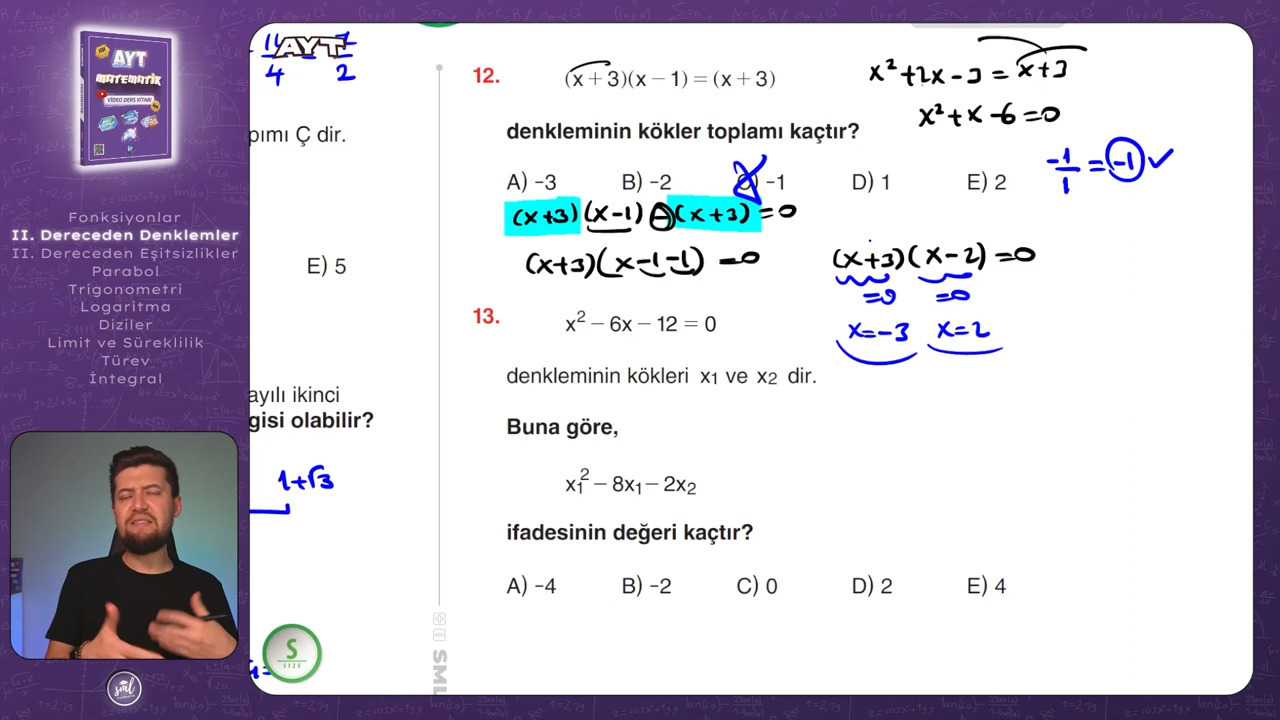 AYT
MATEMATİK
VİDEO DERS KİTABI
Fonksiyonlar
II. Dereceden Denklemler
II. Dereceden Eşitsizlikler
Parabol
Trigonometri
Logaritma
Diziler
Limit ve Süreklilik
Türev
İntegral
sml
11/4 AYT 7/2
pımı Ç dir.
E) 5
ayılı ikinci
gisi olabilir?
1+√3
S
SIZE
SML
12. (x + 3)(x − 1) = (x + 3)
denkleminin kökler toplamı kaçtır?
A) -3 B) -2 C) -1 D) 1 E) 2
(x+3)(x-1)-(x+3)=0
(x+3)(x-1-1)=0
x²+2x-3=x+3
x²+x-6=0
-1/1=-1✓
(x+3)(x-2)=0
=0 =0
x=-3 x=2
13. x² − 6x − 12 = 0
denkleminin kökleri x₁ ve x₂ dir.
Buna göre,
x₁² − 8x₁ − 2x₂
ifadesinin değeri kaçtır?
A) -4 B) -2 C) 0 D) 2 E) 4